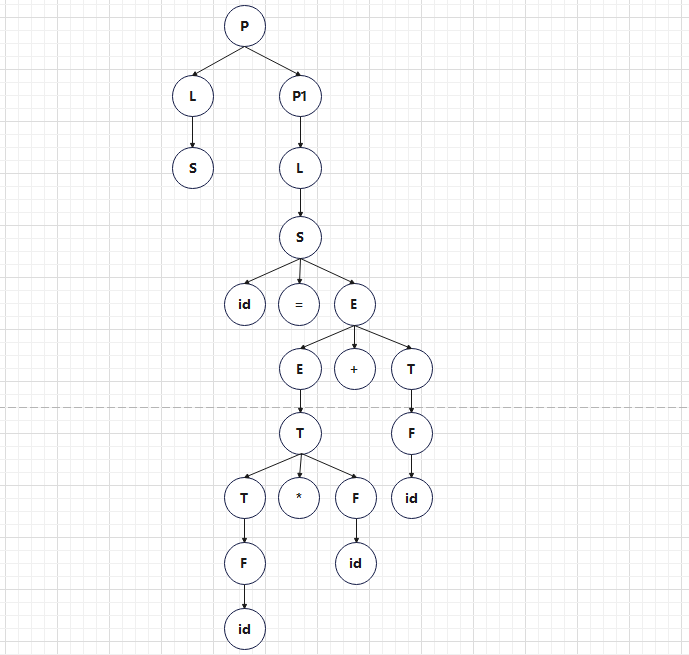 P
L P1
S L
S
id = E
E + T
T F
T * F id
F id
id